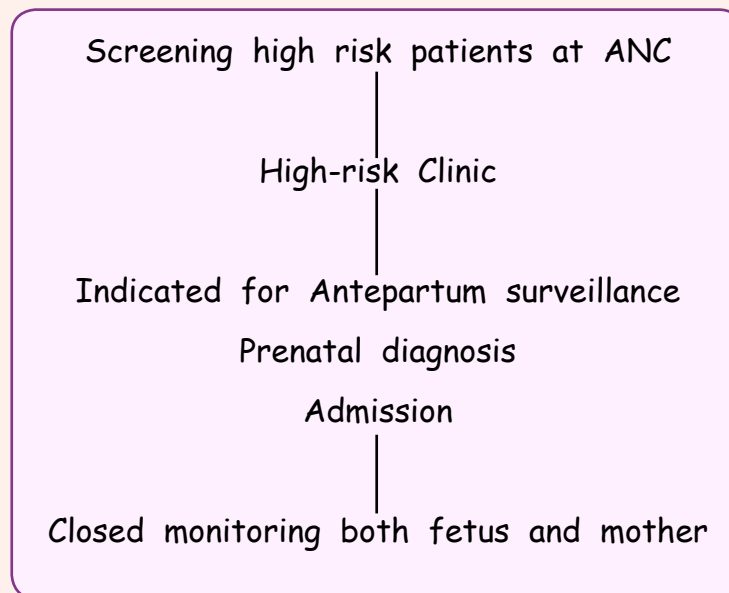 Screening high risk patients at ANC
High-risk Clinic
Indicated for Antepartum surveillance
Prenatal diagnosis
Admission
Closed monitoring both fetus and mother